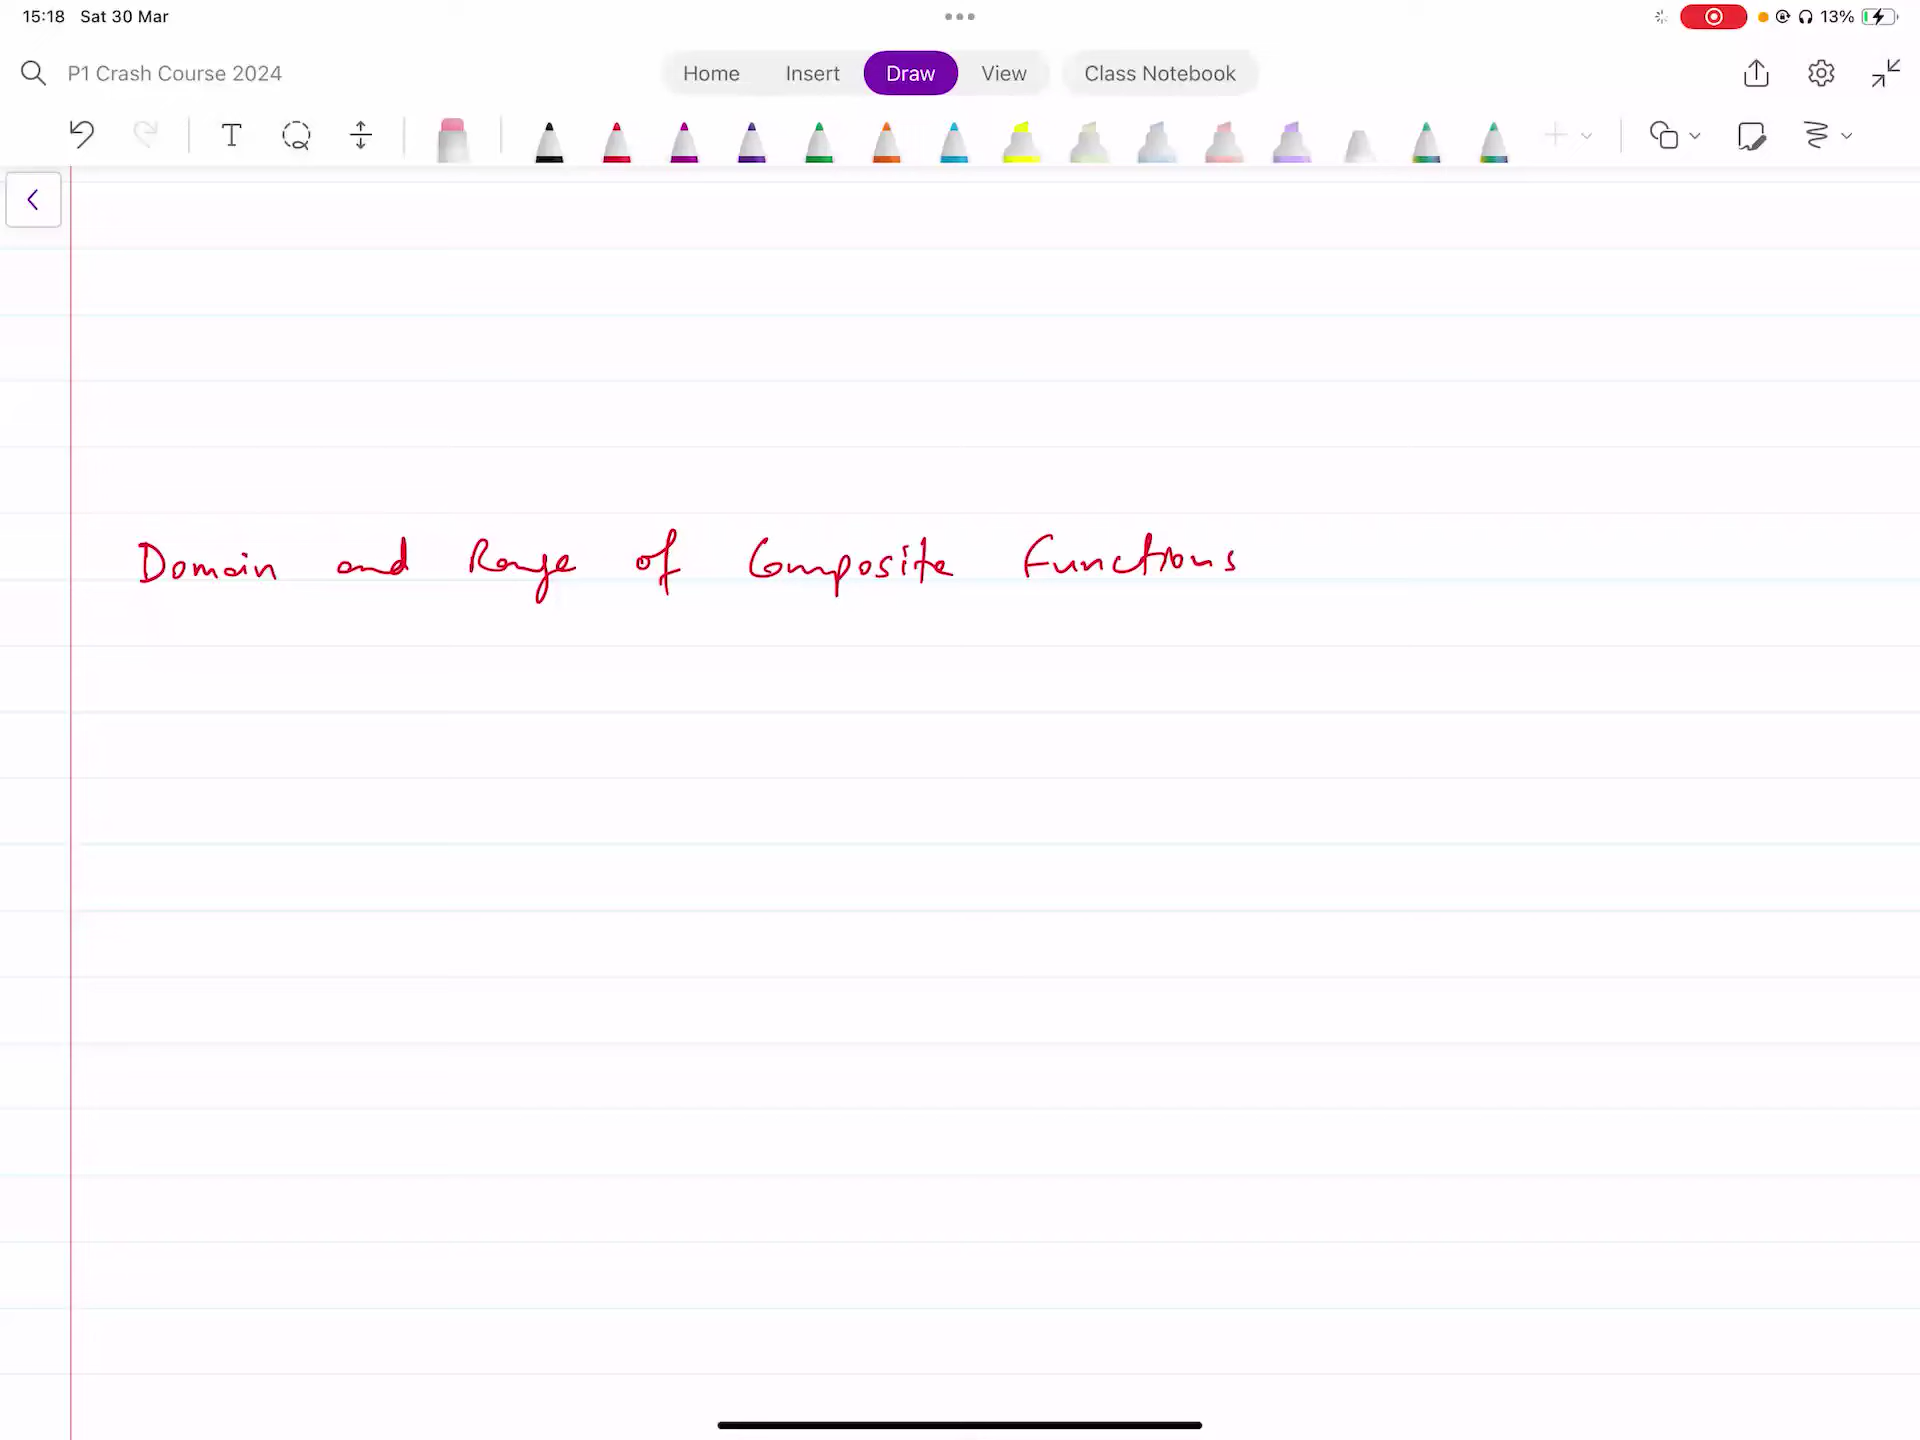 15:18 Sat 30 Mar 13%
P1 Crash Course 2024 Home Insert Draw View Class Notebook
T
Domain and Range of Composite Functions